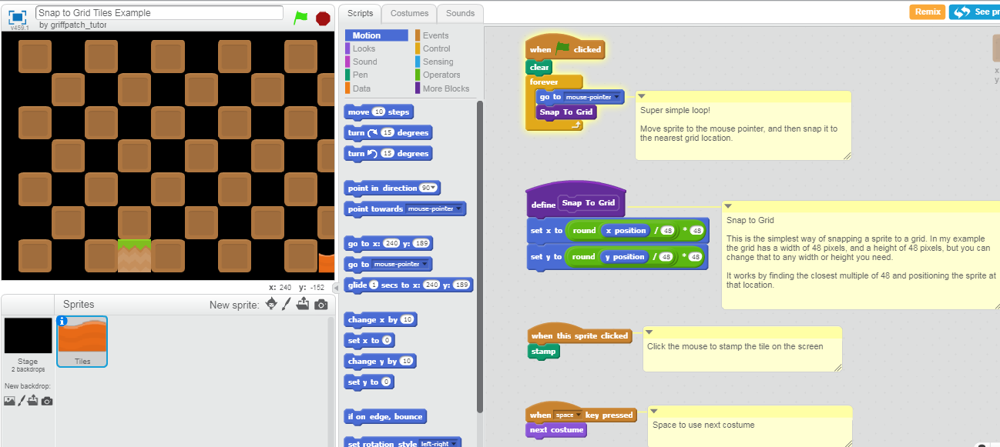 Snap to Grid Tiles Example
by griffpatch_tutor
v459.1
Scripts
Costumes
Sounds
Remix
Motion
Looks
Sound
Pen
Data
Events
Control
Sensing
Operators
More Blocks
move 10 steps
turn 15 degrees
turn 15 degrees
point in direction 90
point towards mouse-pointer
go to x: 240 y: 189
go to mouse-pointer
glide 1 secs to x: 240 y: 189
change x by 10
set x to 0
change y by 10
set y to 0
if on edge, bounce
set rotation style left-right
when clicked
clear
forever
go to mouse-pointer
Snap To Grid
Super simple loop!
Move sprite to the mouse pointer, and then snap it to
the nearest grid location.
define Snap To Grid
set x to round x position / 48 * 48
set y to round y position / 48 * 48
Snap to Grid
This is the simplest way of snapping a sprite to a grid. In my example
the grid has a width of 48 pixels, and a height of 48 pixels, but you can
change that to any width or height you need.
It works by finding the closest multiple of 48 and positioning the sprite at
that location.
when this sprite clicked
stamp
Click the mouse to stamp the tile on the screen
when space key pressed
next costume
Space to use next costume
x
y
x: 240 y: -152
Sprites
New sprite:
Stage
2 backdrops
New backdrop:
Tiles